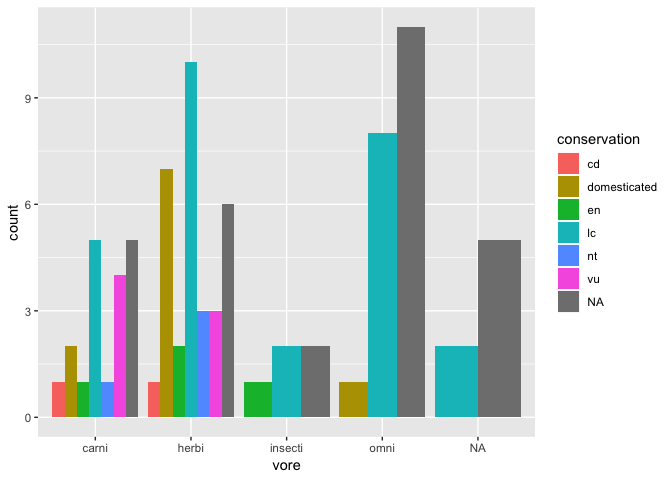 9
6
3
0
count
carni herbi insecti omni NA
vore
conservation
cd
domesticated
en
lc
nt
vu
NA